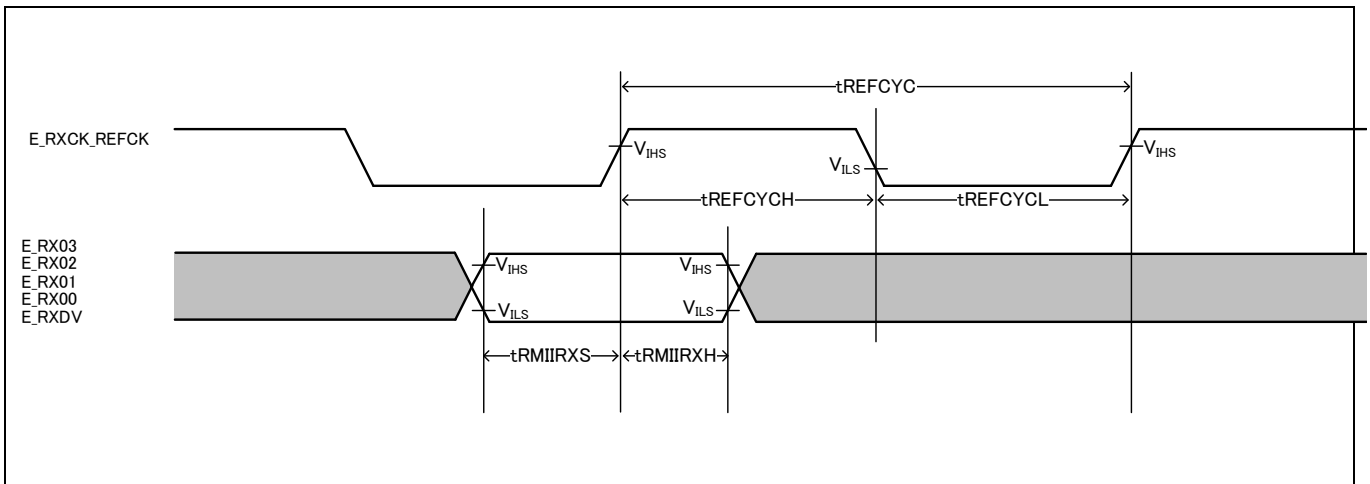 tREFCYC
E_RXCK_REFCK
VIHS
VILS
VIHS
tREFCYCH
tREFCYCL
E_RX03
E_RX02
E_RX01
E_RX00
E_RXDV
VIHS
VIHS
VILS
VILS
tRMIIRXS
tRMIIRXH